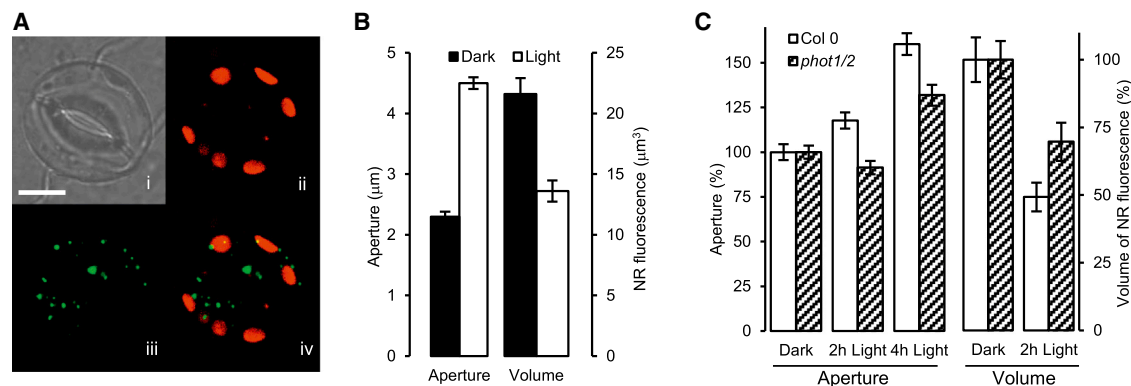 A
i
ii
iii
iv
B
Dark
Light
Aperture (μm)
5
4
3
2
1
0
25
20
15
10
5
0
NR fluorescence (μm³)
Aperture
Volume
C
Col 0
phot1/2
Aperture (%)
150
125
100
75
50
25
0
100
75
50
25
0
Volume of NR fluorescence (%)
Dark 2h Light 4h Light Dark 2h Light
Aperture Volume